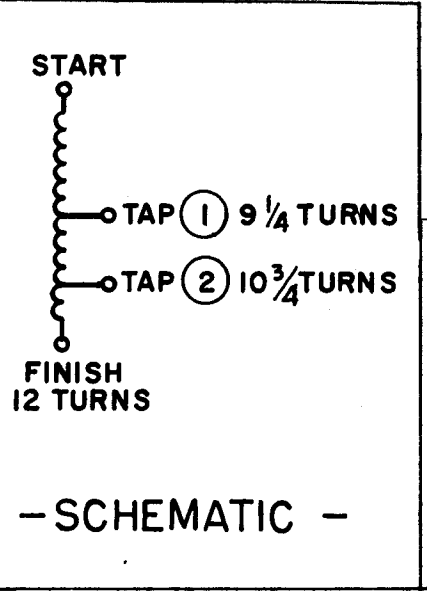 START
TAP 1 9 1/4 TURNS
TAP 2 10 3/4 TURNS
FINISH
12 TURNS
- SCHEMATIC -